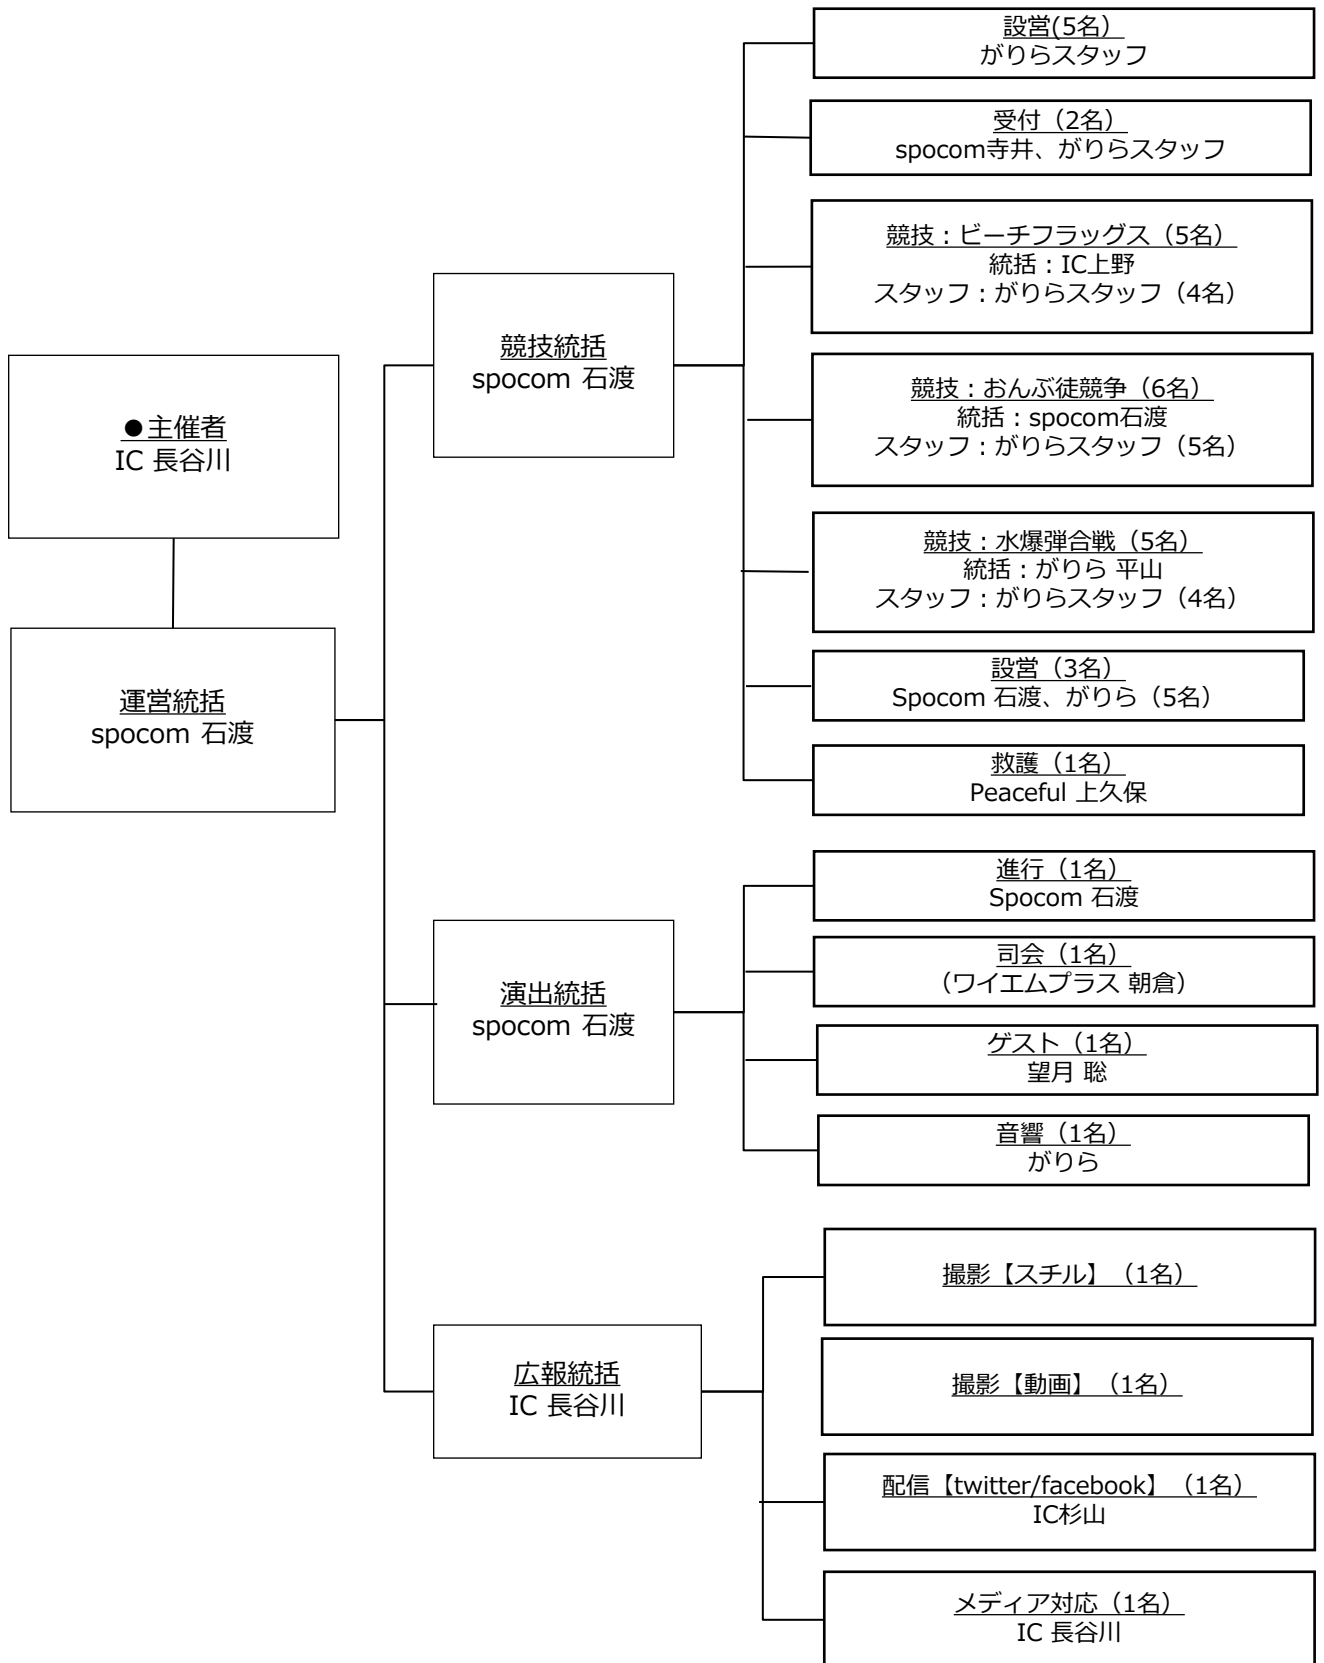 ●主催者
IC 長谷川
運営統括
spocom 石渡
競技統括
spocom 石渡
設営(5名）
がりらスタッフ
受付（2名）
spocom寺井、がりらスタッフ
競技：ビーチフラッグス（5名）
統括：IC上野
スタッフ：がりらスタッフ（4名）
競技：おんぶ徒競争（6名）
統括：spocom石渡
スタッフ：がりらスタッフ（5名）
競技：水爆弾合戦（5名）
統括：がりら 平山
スタッフ：がりらスタッフ（4名）
設営（3名）
Spocom 石渡、がりら（5名）
救護（1名）
Peaceful 上久保
演出統括
spocom 石渡
進行（1名）
Spocom 石渡
司会（1名）
（ワイエムプラス 朝倉）
ゲスト（1名）
望月 聡
音響（1名）
がりら
広報統括
IC 長谷川
撮影【スチル】（1名）
撮影【動画】（1名）
配信【twitter/facebook】（1名）
IC杉山
メディア対応（1名）
IC 長谷川